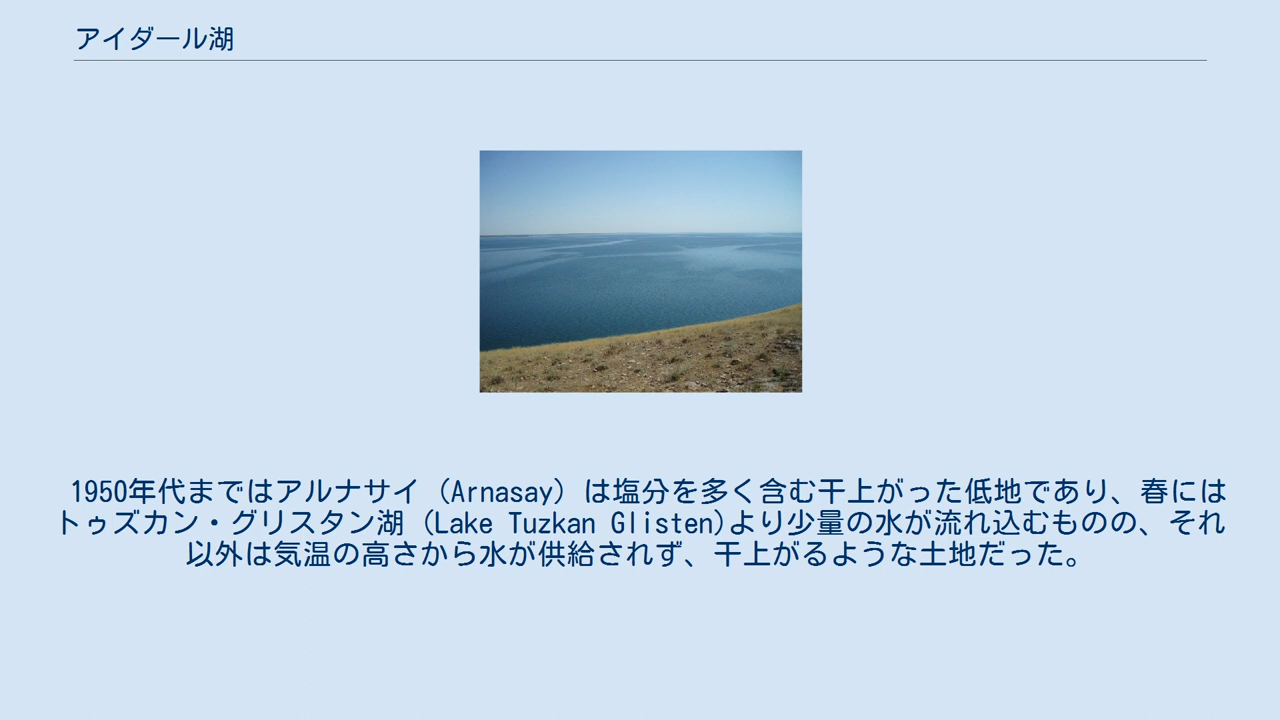 アイダール湖
1950年代まではアルナサイ（Arnasay）は塩分を多く含む干上がった低地であり、春には
トゥズカン・グリスタン湖（Lake Tuzkan Glisten)より少量の水が流れ込むものの、それ
以外は気温の高さから水が供給されず、干上がるような土地だった。